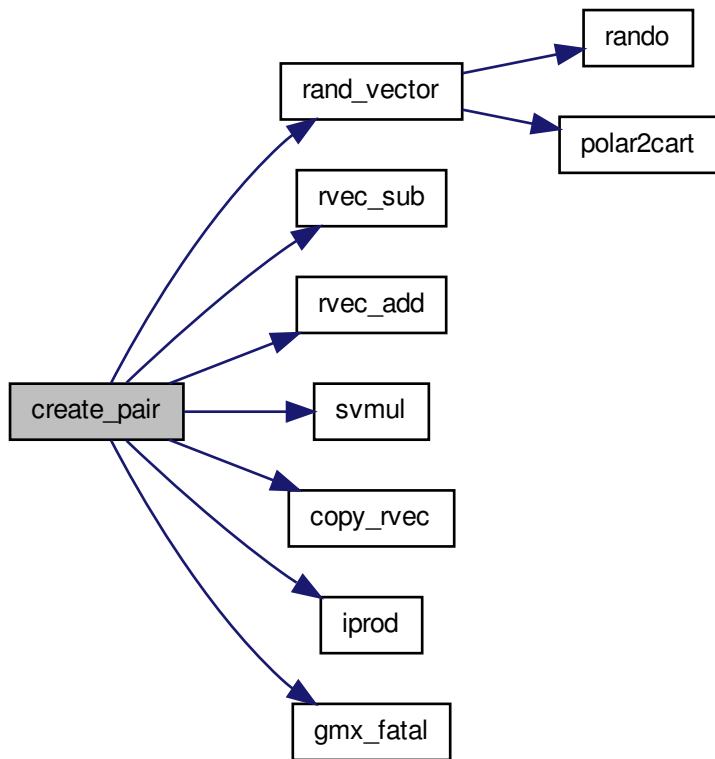 rando
rand_vector
polar2cart
rvec_sub
rvec_add
create_pair
svmul
copy_rvec
iprod
gmx_fatal